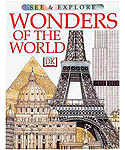 SEE & EXPLORE
WONDERS
OF THE
WORLD
DK